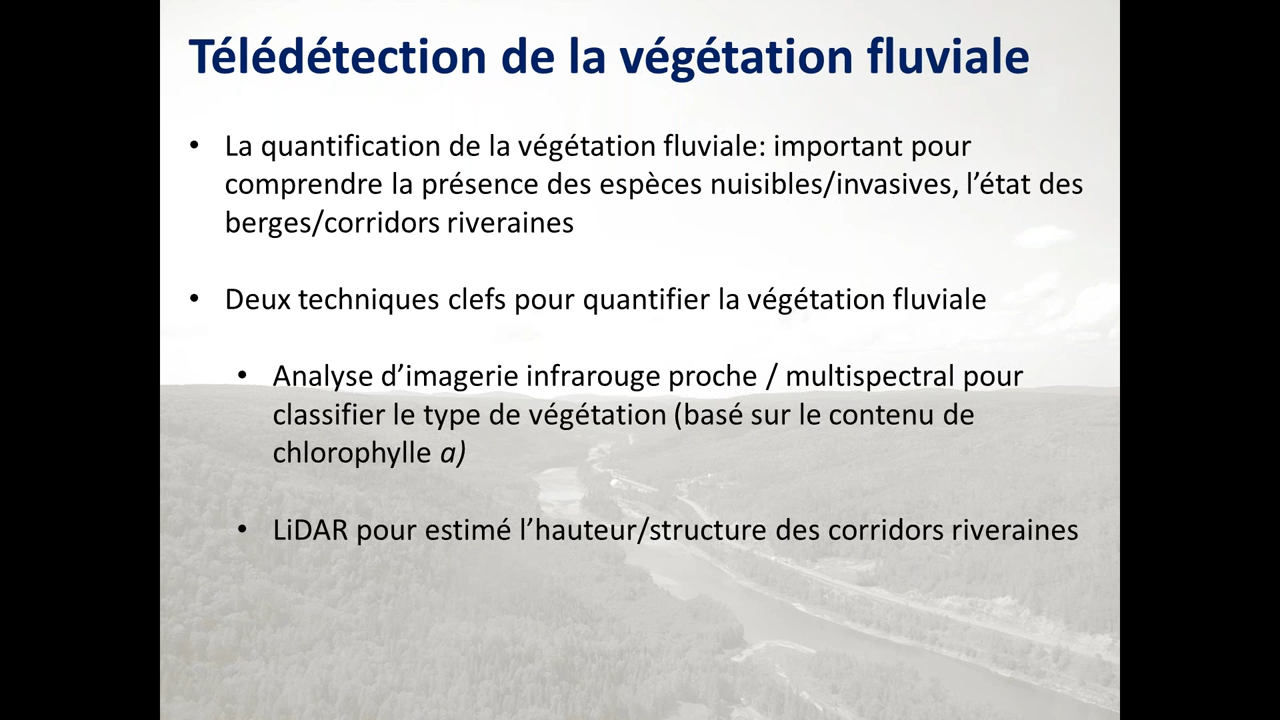 Télédétection de la végétation fluviale
• La quantification de la végétation fluviale: important pour
comprendre la présence des espèces nuisibles/invasives, l’état des
berges/corridors riveraines
• Deux techniques clefs pour quantifier la végétation fluviale
• Analyse d’imagerie infrarouge proche / multispectral pour
classifier le type de végétation (basé sur le contenu de
chlorophylle a)
• LiDAR pour estimé l’hauteur/structure des corridors riveraines